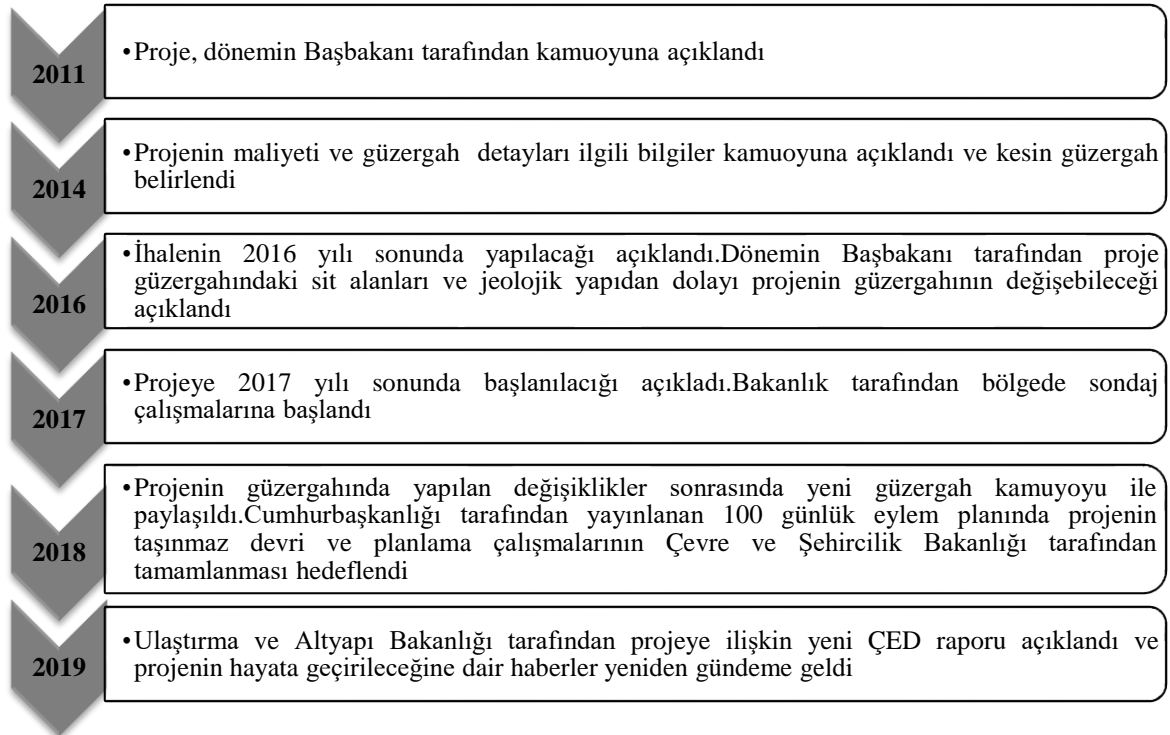 2011
•Proje, dönemin Başbakanı tarafından kamuoyuna açıklandı
2014
•Projenin maliyeti ve güzergah detayları ilgili bilgiler kamuoyuna açıklandı ve kesin güzergah
belirlendi
2016
•İhalenin 2016 yılı sonunda yapılacağı açıklandı.Dönemin Başbakanı tarafından proje
güzergahındaki sit alanları ve jeolojik yapıdan dolayı projenin güzergahının değişebileceği
açıklandı
2017
•Projeye 2017 yılı sonunda başlanılacığı açıkladı.Bakanlık tarafından bölgede sondaj
çalışmalarına başlandı
2018
•Projenin güzergahında yapılan değişiklikler sonrasında yeni güzergah kamuyoyu ile
paylaşıldı.Cumhurbaşkanlığı tarafından yayınlanan 100 günlük eylem planında projenin
taşınmaz devri ve planlama çalışmalarının Çevre ve Şehircilik Bakanlığı tarafından
tamamlanması hedeflendi
2019
•Ulaştırma ve Altyapı Bakanlığı tarafından projeye ilişkin yeni ÇED raporu açıklandı ve
projenin hayata geçirileceğine dair haberler yeniden gündeme geldi